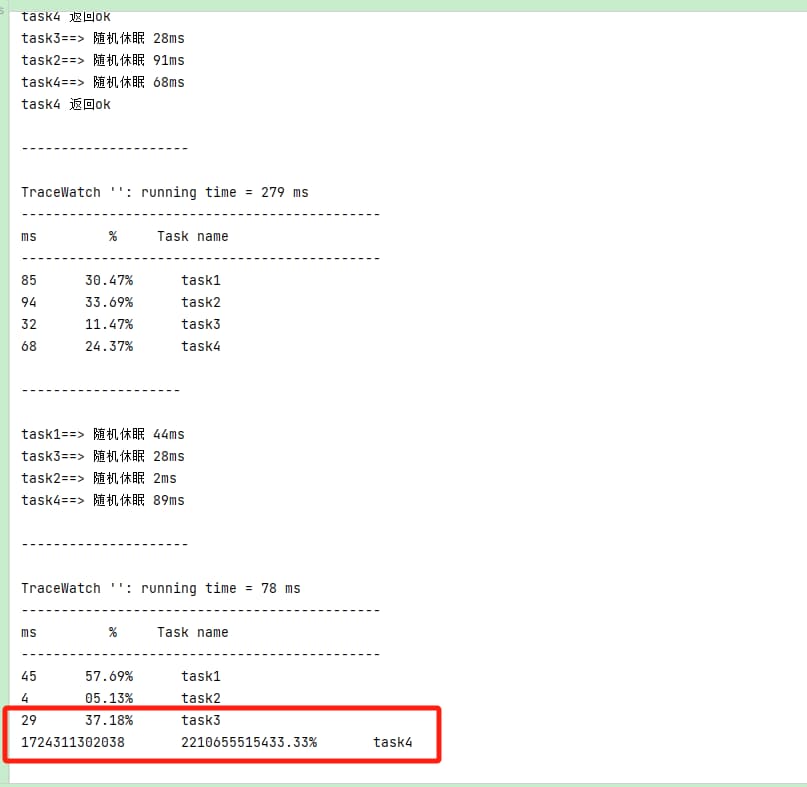 task4 返回ok
task3==> 随机休眠 28ms
task2==> 随机休眠 91ms
task4==> 随机休眠 68ms
task4 返回ok
---------------------
TraceWatch '': running time = 279 ms
---------------------------------------------
ms         %     Task name
---------------------------------------------
85      30.47%      task1
94      33.69%      task2
32      11.47%      task3
68      24.37%      task4
--------------------
task1==> 随机休眠 44ms
task3==> 随机休眠 28ms
task2==> 随机休眠 2ms
task4==> 随机休眠 89ms
---------------------
TraceWatch '': running time = 78 ms
---------------------------------------------
ms         %     Task name
---------------------------------------------
45      57.69%      task1
4       05.13%      task2
29      37.18%      task3
1724311302038       2210655515433.33%       task4